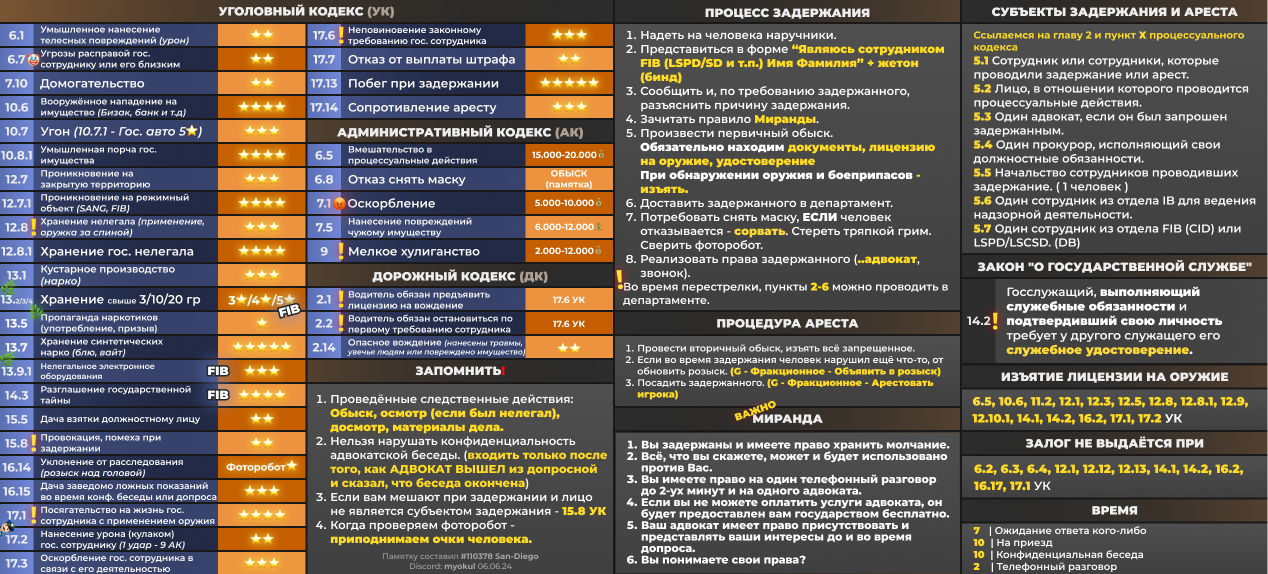 УГОЛОВНЫЙ КОДЕКС (УК)
6.1 Умышленное нанесение
телесных повреждений (урон)
6.7 Угрозы расправой гос.
сотруднику или его близким
7.10 Домогательство
10.6 Вооружённое нападение на
имущество (Бизак, банк и т.д)
10.7 Угон (10.7.1 - Гос. авто 5)
10.8.1 Умышленная порча гос.
имущества
12.7 Проникновение на
закрытую территорию
12.7.1 Проникновение на режимный
объект (SANG, FIB)
12.8 Хранение нелегала (применение,
оружка за спиной)
12.8.1 Хранение гос. нелегала
13.1 Кустарное производство
(нарко)
13.2/3/4 Хранение свыше 3/10/20 гр 3/4/5
FIB
13.5 Пропаганда наркотиков
(употребление, призыв)
13.7 Хранение синтетических
нарко (блю, вайт)
13.9.1 Нелегальное электронное
оборудования
FIB
14.3 Разглашение государственной
тайны
FIB
15.5 Дача взятки должностному лицу
15.8 Провокация, помеха при
задержании
16.14 Уклонение от расследования
(розыск над головой)
Фоторобот
16.15 Дача заведомо ложных показаний
во время конф. беседы или допроса
17.1 Посягательство на жизнь гос.
сотрудника с применением оружия
17.2 Нанесение урона (кулаком)
гос. сотруднику (1 удар - 9 АК)
17.3 Оскорбление гос. сотрудника в
связи с его деятельностью
17.6 Неповиновение законному
требованию гос. сотрудника
17.7 Отказ от выплаты штрафа
17.13 Побег при задержании
17.14 Сопротивление аресту
АДМИНИСТРАТИВНЫЙ КОДЕКС (АК)
6.5 Вмешательство в
процессуальные действия
15.000-20.000
6.8 Отказ снять маску
ОБЫСК
(памятка)
7.1 Оскорбление 5.000-10.000
7.5 Нанесение повреждений
чужому имуществу
6.000-12.000
9 Мелкое хулиганство 2.000-12.000
ДОРОЖНЫЙ КОДЕКС (ДК)
2.1 Водитель обязан предъявить
лицензию на вождение
17.6 УК
2.2 Водитель обязан остановиться по
первому требованию сотрудника
17.6 УК
2.14 Опасное вождение (нанесены травмы,
увечья людям или повреждено имущество)
ЗАПОМНИТЬ!
1. Проведённые следственные действия:
Обыск, осмотр (если был нелегал),
досмотр, материалы дела.
2. Нельзя нарушать конфиденциальность
адвокатской беседы. (входить только после
того, как АДВОКАТ ВЫШЕЛ из допросной
и сказал, что беседа окончена)
3. Если вам мешают при задержании и лицо
не является субъектом задержания - 15.8 УК
4. Когда проверяем фоторобот -
приподнимаем очки человека.
Памятку составил #110378 San-Diego
Discord: myokul 06.06.24
ПРОЦЕСС ЗАДЕРЖАНИЯ
1. Надеть на человека наручники.
2. Представиться в форме “Являюсь сотрудником
FIB (LSPD/SD и т.п.) Имя Фамилия” + жетон
(бинд)
3. Сообщить и, по требованию задержанного,
разъяснить причину задержания.
4. Зачитать правило Миранды.
5. Произвести первичный обыск.
Обязательно находим документы, лицензию
на оружие, удостоверение
При обнаружении оружия и боеприпасов -
изъять.
6. Доставить задержанного в департамент.
7. Потребовать снять маску, ЕСЛИ человек
отказывается - сорвать. Стереть тряпкой грим.
Сверить фоторобот.
8. Реализовать права задержанного (..адвокат,
звонок).
Во время перестрелки, пункты 2-6 можно проводить в
департаменте.
ПРОЦЕДУРА АРЕСТА
1. Провести вторичный обыск, изъять всё запрещенное.
2. Если во время задержания человек нарушил ещё что-то, от
обновить розыск. (G - Фракционное - Объявить в розыск)
3. Посадить задержанного. (G - Фракционное - Арестовать
игрока)
ВАЖНО
МИРАНДА
1. Вы задержаны и имеете право хранить молчание.
2. Всё, что вы скажете, может и будет использовано
против Вас.
3. Вы имеете право на один телефонный разговор
до 2-ух минут и на одного адвоката.
4. Если вы не можете оплатить услуги адвоката, он
будет предоставлен вам государством бесплатно.
5. Ваш адвокат имеет право присутствовать и
представлять ваши интересы до и во время
допроса.
6. Вы понимаете свои права?
СУБЪЕКТЫ ЗАДЕРЖАНИЯ И АРЕСТА
Ссылаемся на главу 2 и пункт X процессуального
кодекса
5.1 Сотрудник или сотрудники, которые
проводили задержание или арест.
5.2 Лицо, в отношении которого проводится
процессуальные действия.
5.3 Один адвокат, если он был запрошен
задержанным.
5.4 Один прокурор, исполняющий свои
должностные обязанности.
5.5 Начальство сотрудников проводивших
задержание. ( 1 человек )
5.6 Один сотрудник из отдела IB для ведения
надзорной деятельности.
5.7 Один сотрудник из отдела FIB (CID) или
LSPD/LSCSD. (DB)
ЗАКОН "О ГОСУДАРСТВЕННОЙ СЛУЖБЕ"
14.2 Госслужащий, выполняющий
служебные обязанности и
подтвердивший свою личность
требует у другого служащего его
служебное удостоверение.
ИЗЪЯТИЕ ЛИЦЕНЗИИ НА ОРУЖИЕ
6.5, 10.6, 11.2, 12.1, 12.3, 12.5, 12.8, 12.8.1, 12.9,
12.10.1, 14.1, 14.2, 16.2, 17.1, 17.2 УК
ЗАЛОГ НЕ ВЫДАЁТСЯ ПРИ
6.2, 6.3, 6.4, 12.1, 12.12, 12.13, 14.1, 14.2, 16.2,
16.17, 17.1 УК
ВРЕМЯ
7 | Ожидание ответа кого-либо
10 | На приезд
10 | Конфиденциальная беседа
2 | Телефонный разговор